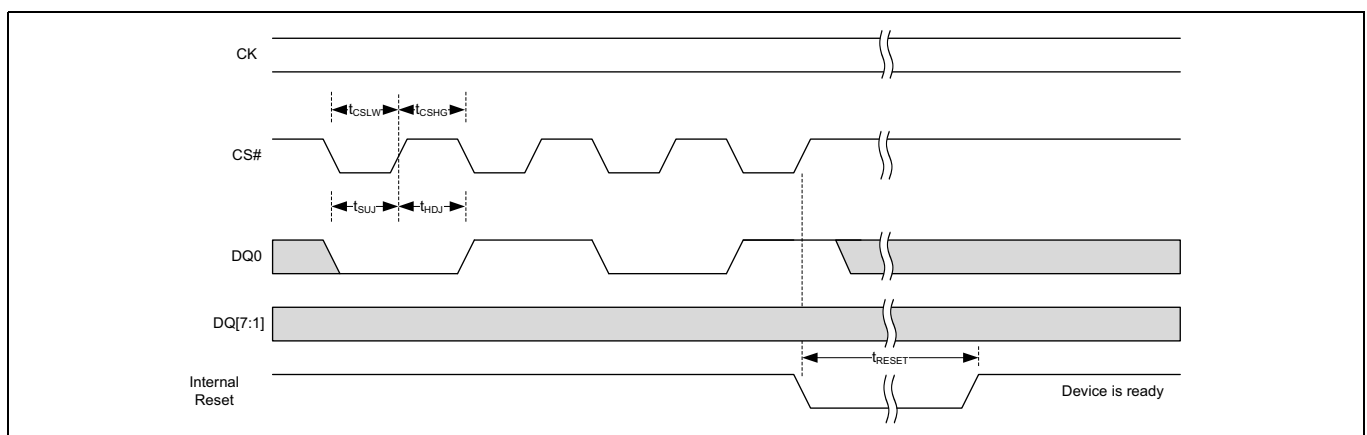 CK
tCSLW
tCSHG
CS#
tSUJ
tHDJ
DQ0
DQ[7:1]
tRESET
Internal
Reset
Device is ready